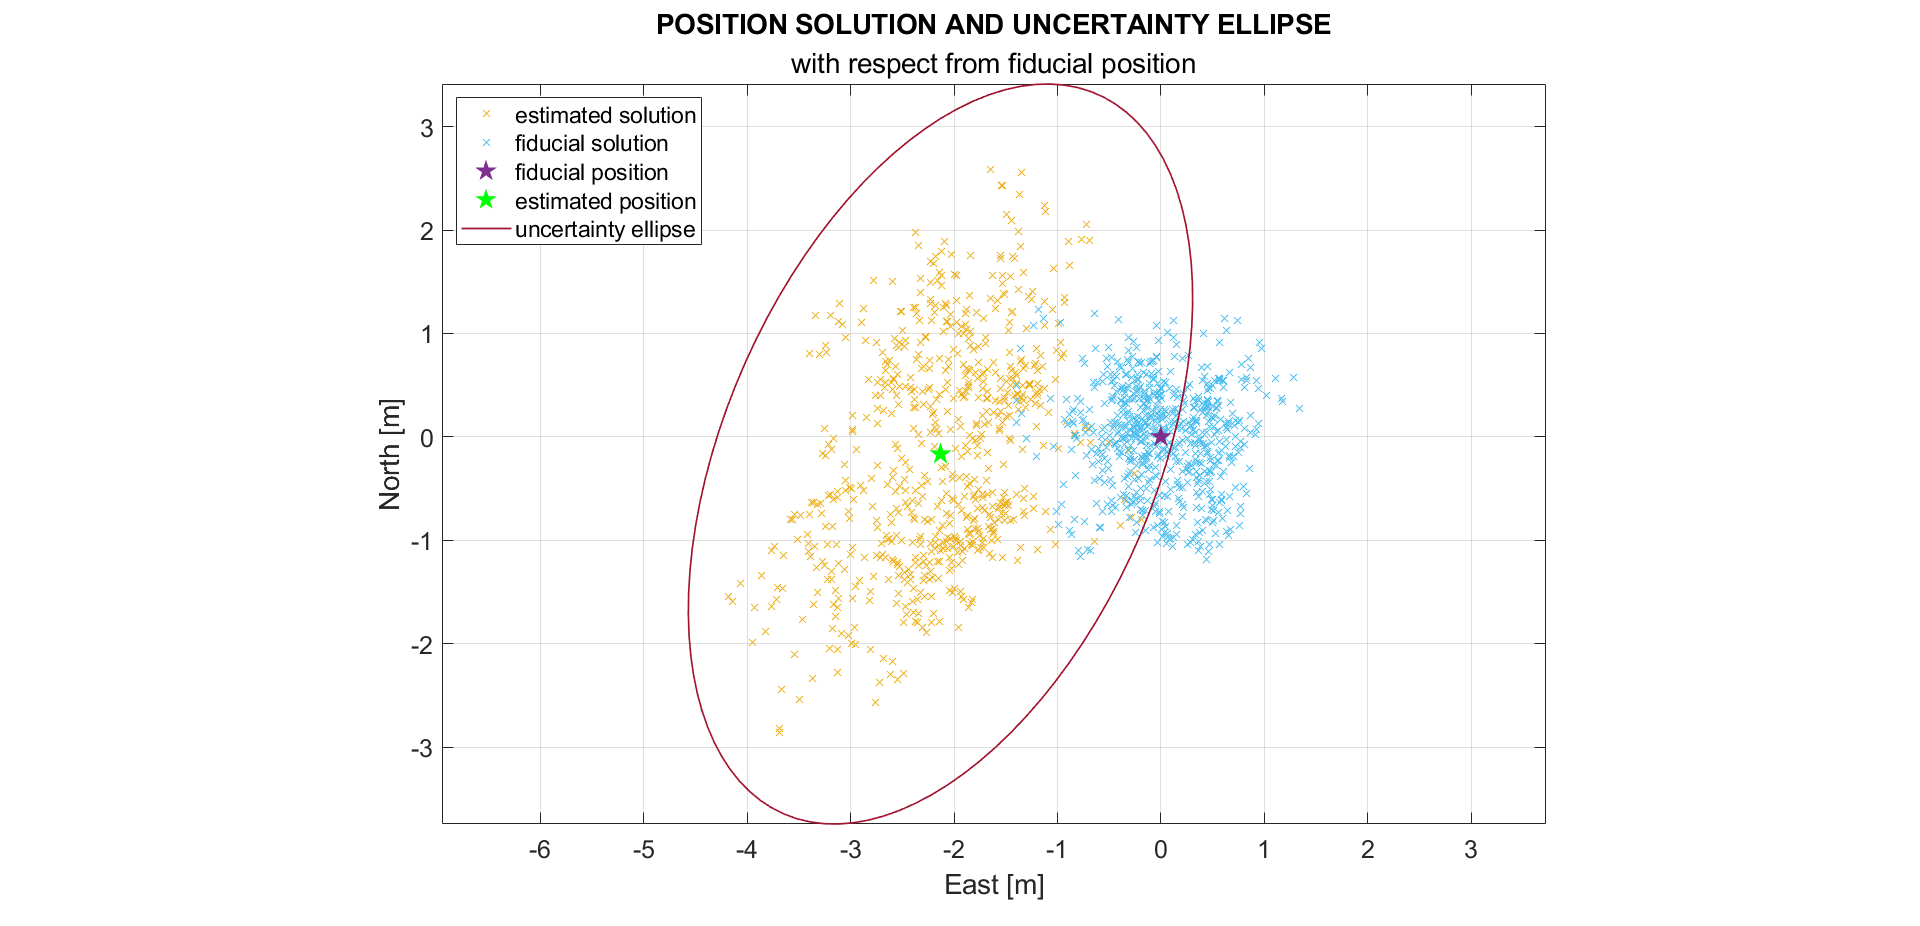 POSITION SOLUTION AND UNCERTAINTY ELLIPSE
with respect from fiducial position
estimated solution
fiducial solution
fiducial position
estimated position
uncertainty ellipse
3
2
1
0
-1
-2
-3
North [m]
-6 -5 -4 -3 -2 -1 0 1 2 3
East [m]